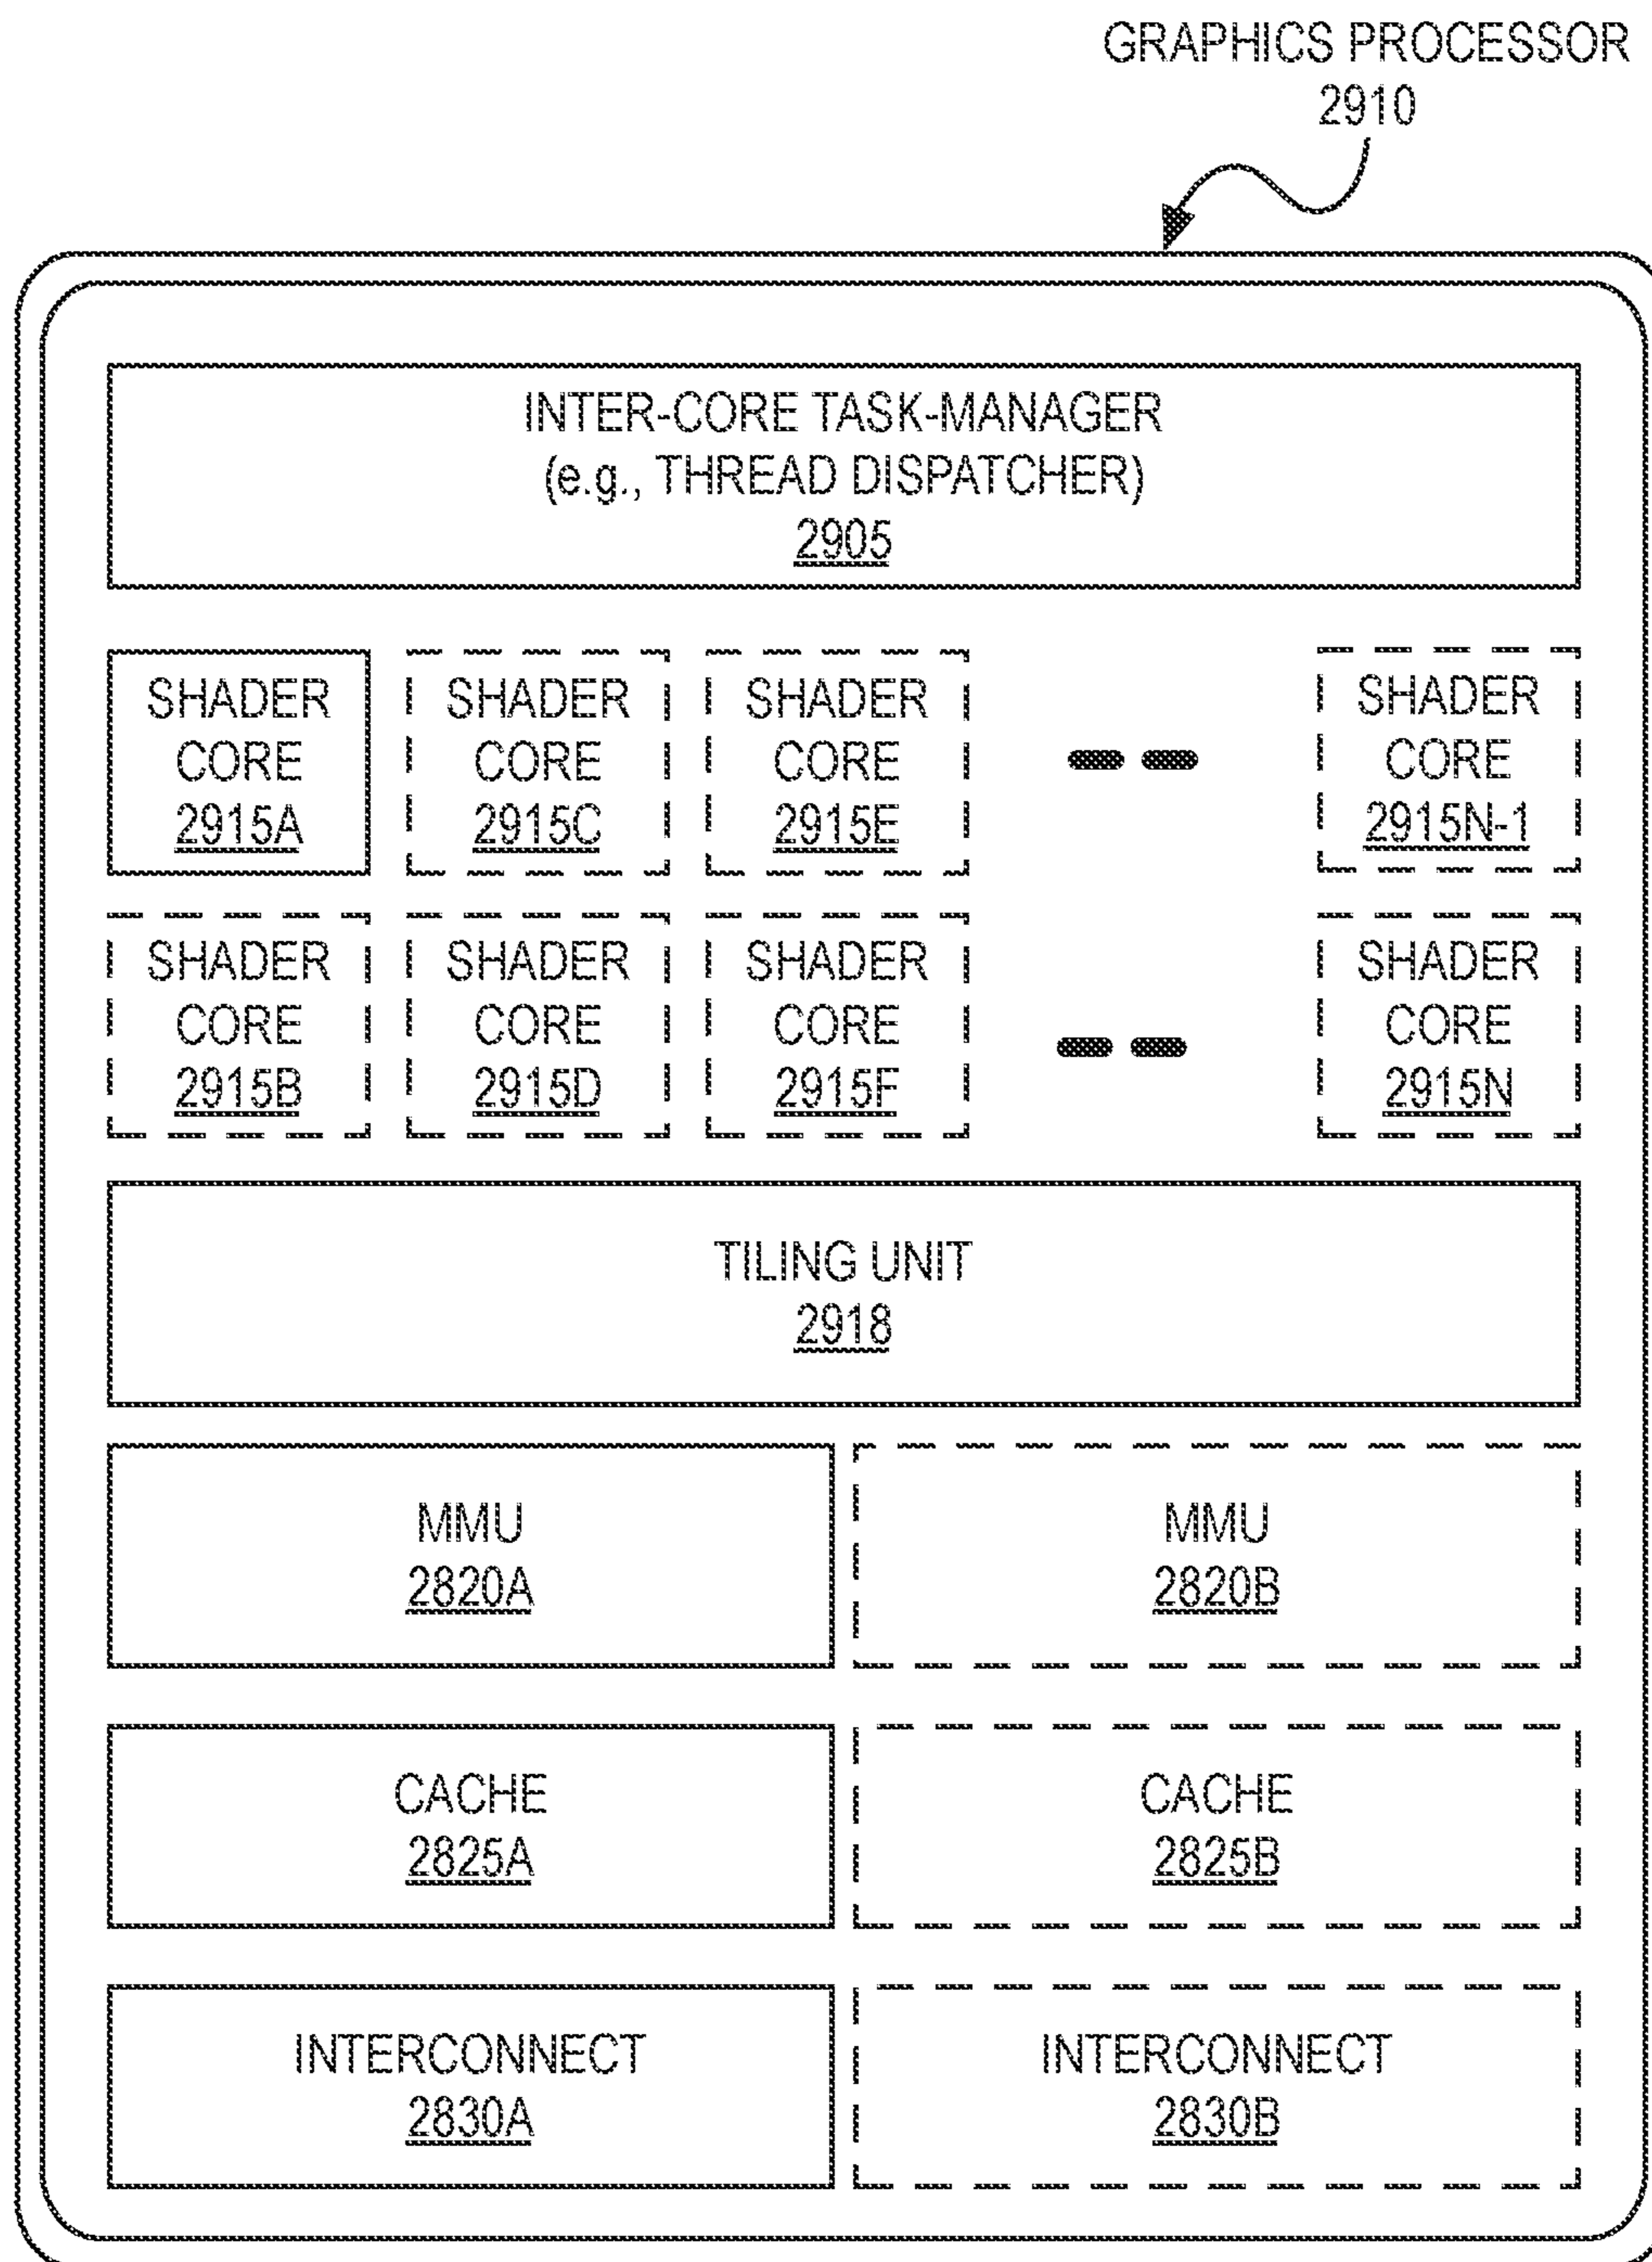 GRAPHICS PROCESSOR
2910
INTER-CORE TASK-MANAGER
(e.g., THREAD DISPATCHER)
2905
SHADER
CORE
2915A
SHADER
CORE
2915C
SHADER
CORE
2915E
SHADER
CORE
2915N-1
SHADER
CORE
2915B
SHADER
CORE
2915D
SHADER
CORE
2915F
SHADER
CORE
2915N
TILING UNIT
2918
MMU
2820A
MMU
2820B
CACHE
2825A
CACHE
2825B
INTERCONNECT
2830A
INTERCONNECT
2830B